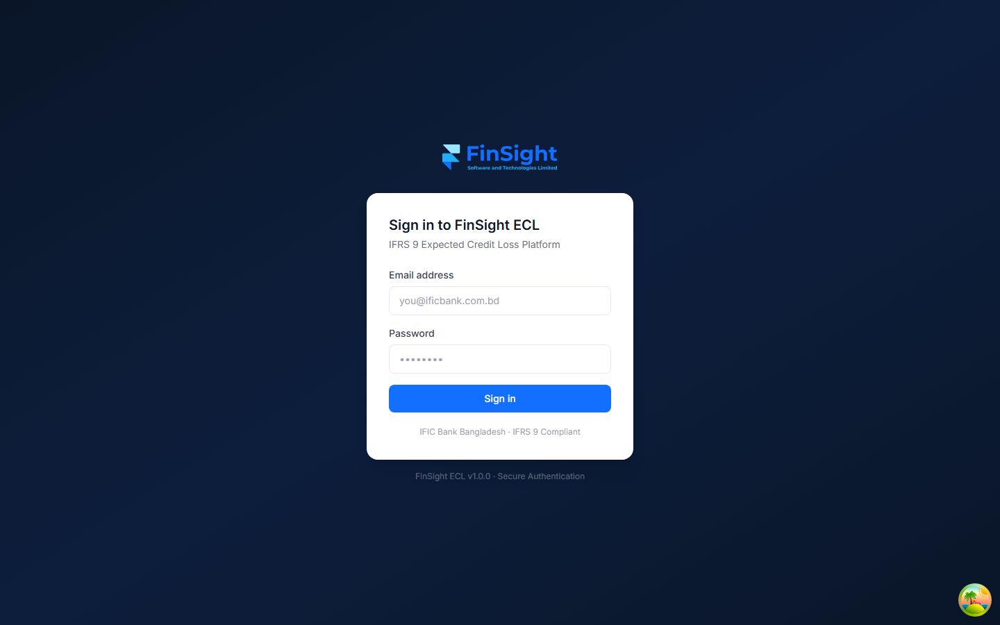 FinSight
Software and Technologies Limited
Sign in to FinSight ECL
IFRS 9 Expected Credit Loss Platform
Email address
you@ificbank.com.bd
Password
••••••••
Sign in
IFIC Bank Bangladesh · IFRS 9 Compliant
FinSight ECL v1.0.0 · Secure Authentication